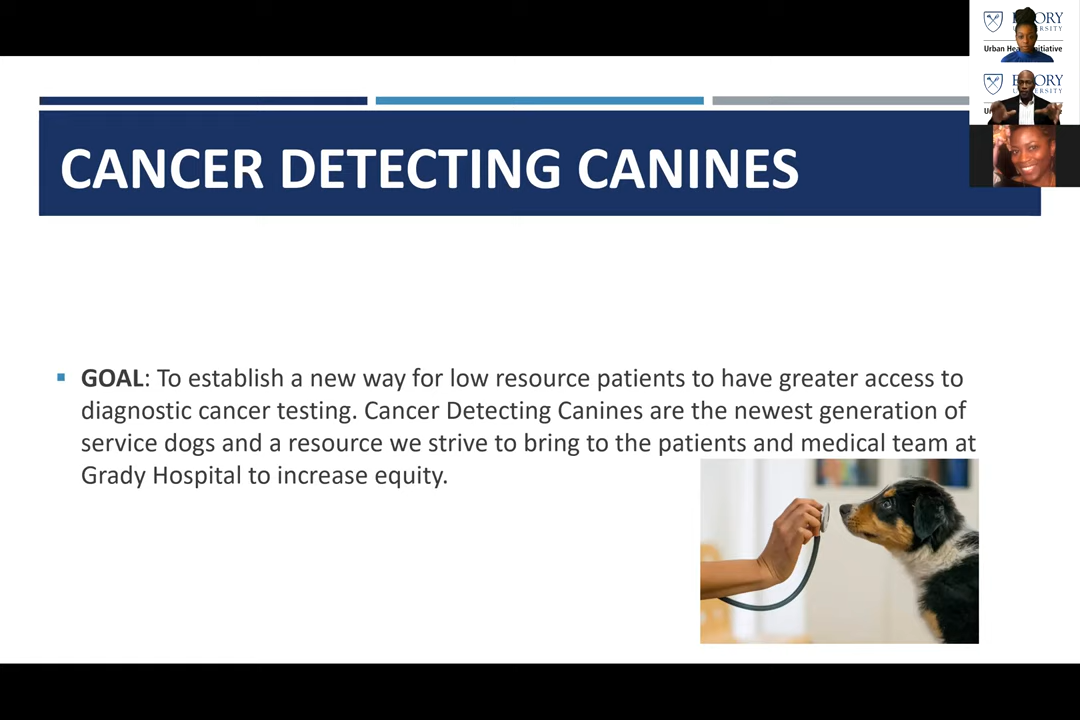 EMORY
UNIVERSITY
Urban Health Initiative
EMORY
UNIVERSITY
CANCER DETECTING CANINES
GOAL: To establish a new way for low resource patients to have greater access to
diagnostic cancer testing. Cancer Detecting Canines are the newest generation of
service dogs and a resource we strive to bring to the patients and medical team at
Grady Hospital to increase equity.